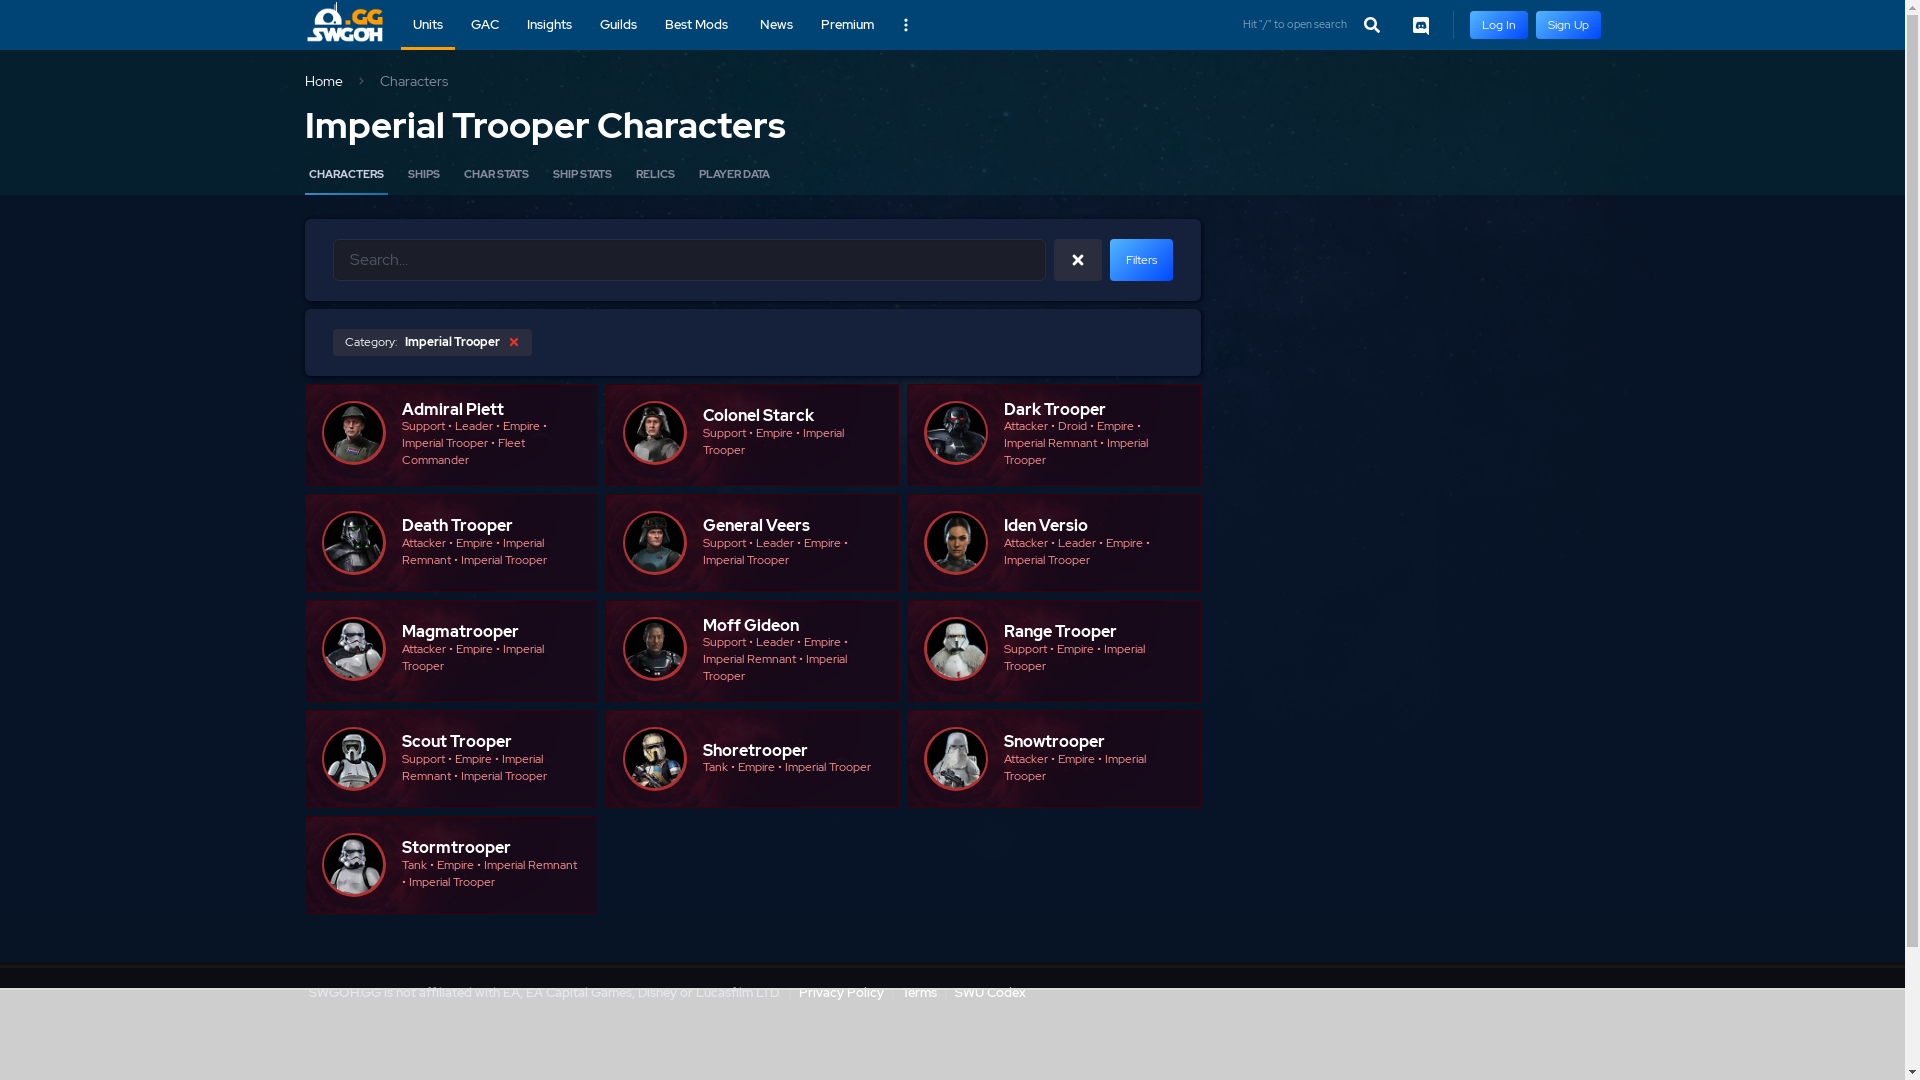 .GG
SWGOH
Units
GAC
Insights
Guilds
Best Mods
News
Premium
Hit "/" to open search
Log In
Sign Up
Home
Characters
Imperial Trooper Characters
CHARACTERS
SHIPS
CHAR STATS
SHIP STATS
RELICS
PLAYER DATA
Search...
Filters
Category: Imperial Trooper
Admiral Piett
Support • Leader • Empire •
Imperial Trooper • Fleet
Commander
Colonel Starck
Support • Empire • Imperial
Trooper
Dark Trooper
Attacker • Droid • Empire •
Imperial Remnant • Imperial
Trooper
Death Trooper
Attacker • Empire • Imperial
Remnant • Imperial Trooper
General Veers
Support • Leader • Empire •
Imperial Trooper
Iden Versio
Attacker • Leader • Empire •
Imperial Trooper
Magmatrooper
Attacker • Empire • Imperial
Trooper
Moff Gideon
Support • Leader • Empire •
Imperial Remnant • Imperial
Trooper
Range Trooper
Support • Empire • Imperial
Trooper
Scout Trooper
Support • Empire • Imperial
Remnant • Imperial Trooper
Shoretrooper
Tank • Empire • Imperial Trooper
Snowtrooper
Attacker • Empire • Imperial
Trooper
Stormtrooper
Tank • Empire • Imperial Remnant
• Imperial Trooper
SWGOH.GG is not affiliated with EA, EA Capital Games, Disney or Lucasfilm LTD.
Privacy Policy
Terms
SWU Codex